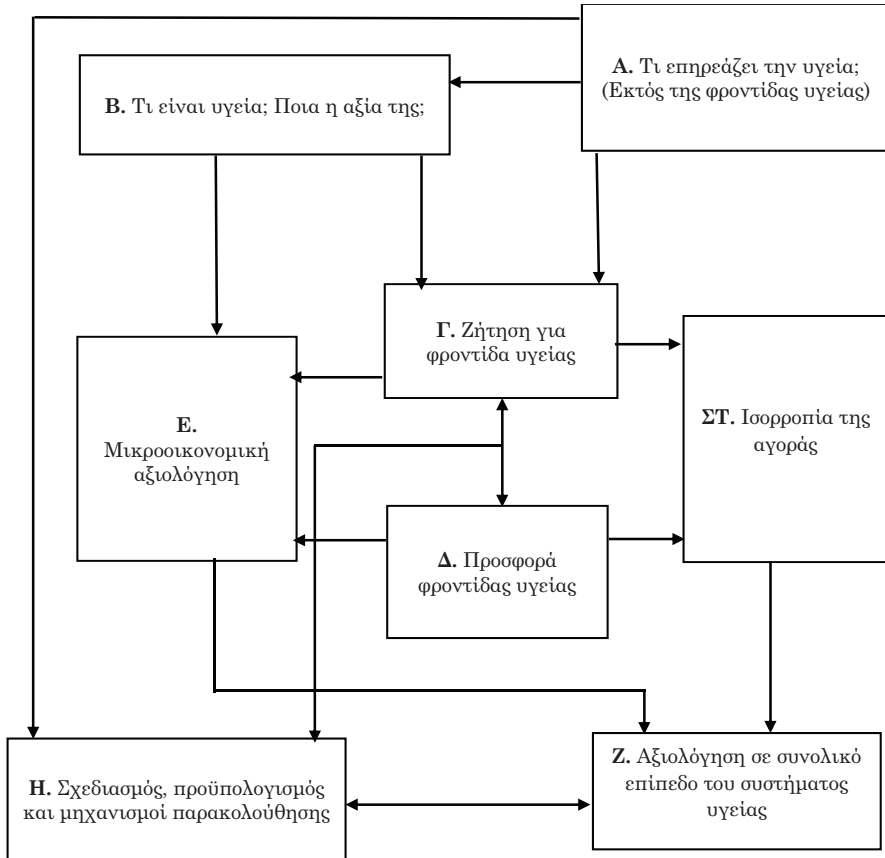 Α. Τι επηρεάζει την υγεία;
(Εκτός της φροντίδας υγείας)
Β. Τι είναι υγεία; Ποια η αξία της;
Γ. Ζήτηση για
φροντίδα υγείας
Ε.
Μικροοικονομική
αξιολόγηση
ΣΤ. Ισορροπία της
αγοράς
Δ. Προσφορά
φροντίδας υγείας
Η. Σχεδιασμός, προϋπολογισμός
και μηχανισμοί παρακολούθησης
Ζ. Αξιολόγηση σε συνολικό
επίπεδο του συστήματος
υγείας